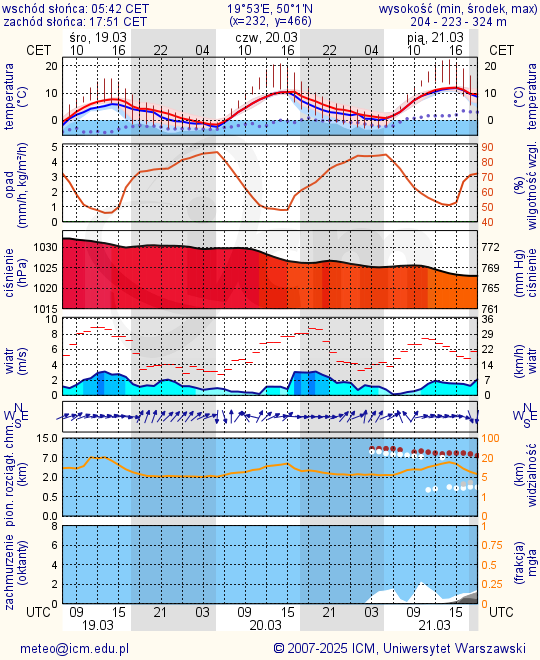 wschód słońca: 05:42 CET 19°53'E, 50°1'N wysokość (min, środek, max)
zachód słońca: 17:51 CET (x=232, y=466) 204 - 223 - 324 m
śro, 19.03 czw, 20.03 pią, 21.03
CET 10 16 22 04 10 16 22 04 10 16 CET
temperatura (°C)
20
10
0
20
10
0
temperatura (°C)
opad (mm/h, kg/m²/h)
5
4
3
2
1
0
90
80
70
60
50
40
(%) wilgotność wzgl.
ciśnienie (hPa)
1030
1025
1020
1015
772
769
765
761
(mm Hg) ciśnienie
wiatr (m/s)
10
8
6
4
2
0
36
29
22
14
7
0
(km/h) wiatr
N W E S
N W E S
pion. rozciągł. chm. (km)
15.0
7.0
2.0
0.5
0.0
100
20
5
1
0
(km) widzialność
zachmurzenie (oktanty)
8
6
4
2
0
1
0.75
0.5
0.25
0
(frakcja) mgła
UTC 09 15 21 03 09 15 21 03 09 15 UTC
19.03 20.03 21.03
meteo@icm.edu.pl © 2007-2025 ICM, Uniwersytet Warszawski